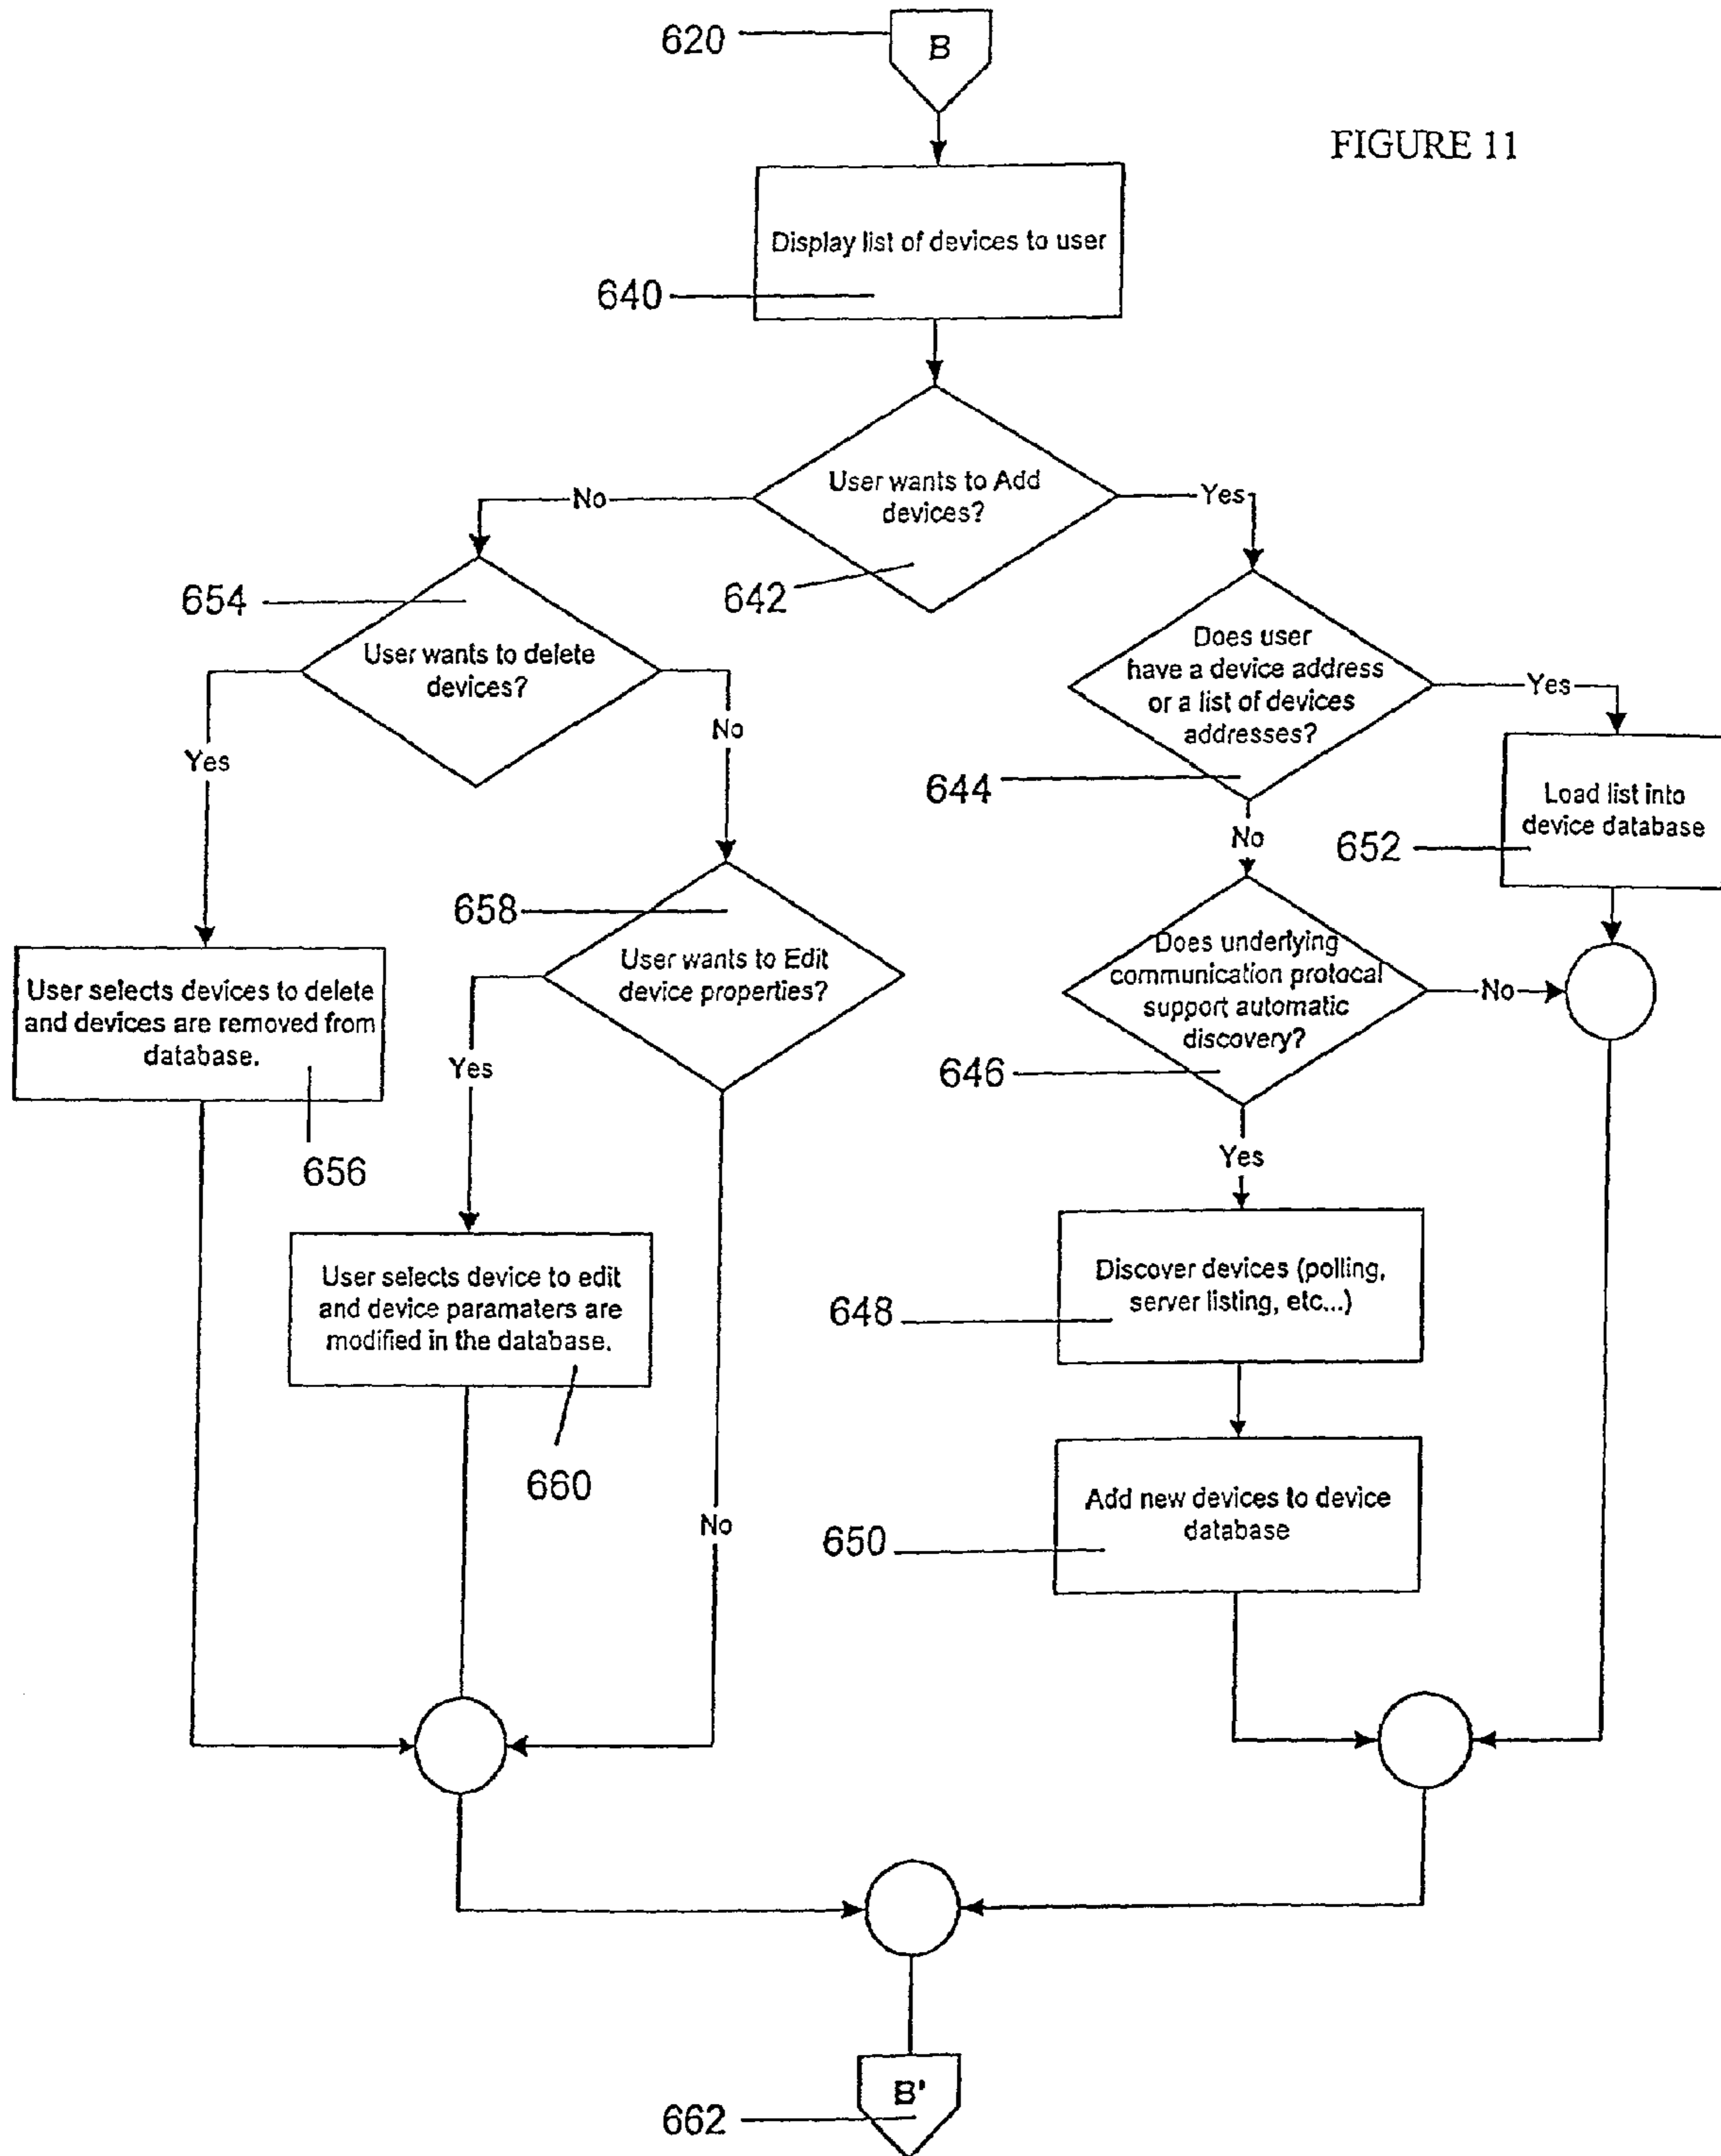 620
B
FIGURE 11
Display list of devices to user
640
User wants to Add
devices?
No
Yes
642
654
User wants to delete
devices?
Yes
No
Does user
have a device address
or a list of devices
addresses?
Yes
644
No
Load list into
device database
652
658
User wants to Edit
device properties?
Yes
No
Does underlying
communication protocal
support automatic
discovery?
No
646
Yes
User selects devices to delete
and devices are removed from
database.
656
User selects device to edit
and device paramaters are
modified in the database.
660
Discover devices (polling,
server listing, etc...)
648
Add new devices to device
database
650
B'
662